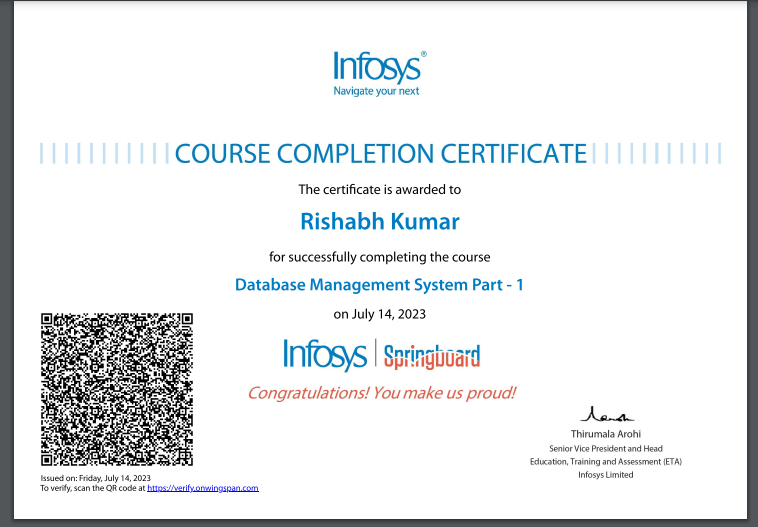 Infosys®
Navigate your next
COURSE COMPLETION CERTIFICATE
The certificate is awarded to
Rishabh Kumar
for successfully completing the course
Database Management System Part - 1
on July 14, 2023
Infosys | Springboard
Congratulations! You make us proud!
Thirumala Arohi
Senior Vice President and Head
Education, Training and Assessment (ETA)
Infosys Limited
Issued on: Friday, July 14, 2023
To verify, scan the QR code at https://verify.onwingspan.com